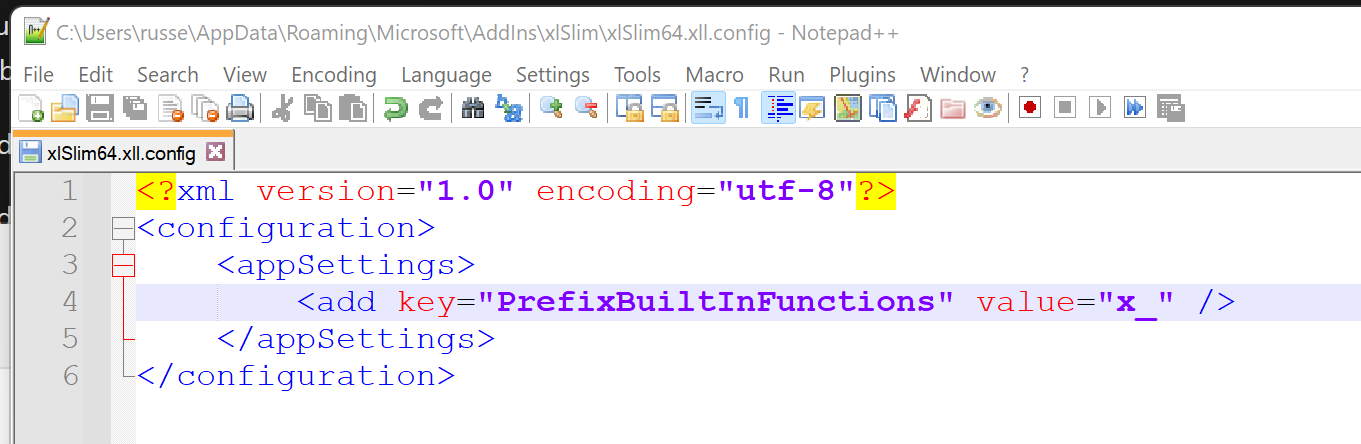 C:\Users\russe\AppData\Roaming\Microsoft\AddIns\xlSlim\xlSlim64.xll.config - Notepad++
File Edit Search View Encoding Language Settings Tools Macro Run Plugins Window ?
xlSlim64.xll.config
1 <?xml version="1.0" encoding="utf-8"?>
2 <configuration>
3 <appSettings>
4 <add key="PrefixBuiltInFunctions" value="x_" />
5 </appSettings>
6 </configuration>